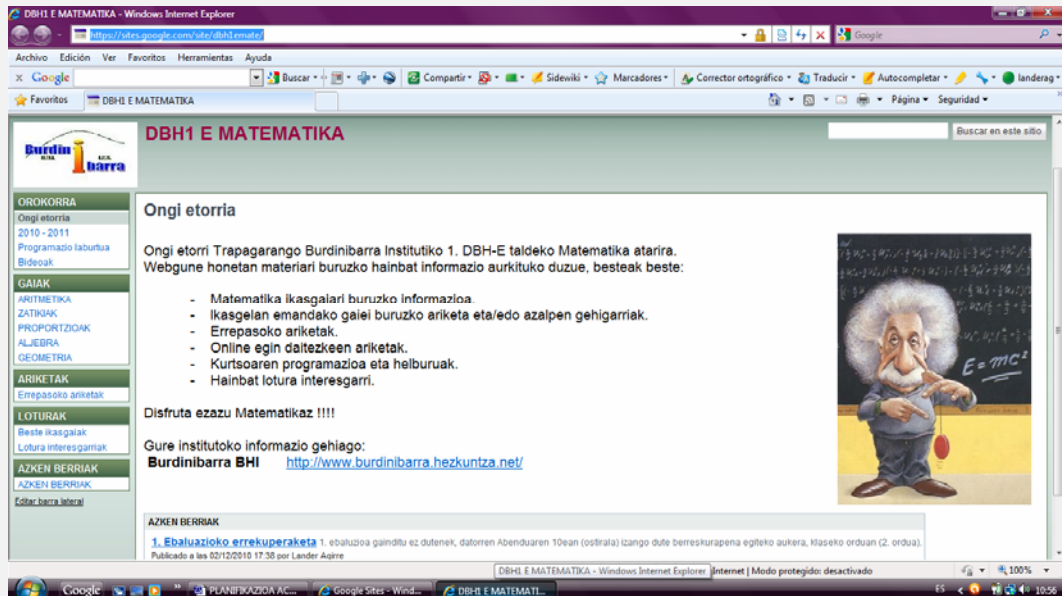 DBH1 E MATEMATIKA - Windows Internet Explorer
https://sites.google.com/site/dbh1emate/
Google
Archivo Edición Ver Favoritos Herramientas Ayuda
x Google Buscar Compartir Sidewiki Marcadores Corrector ortográfico Traducir Autocompletar landerag
Favoritos DBH1 E MATEMATIKA Página Seguridad
Burdin
ibarra
DBH1 E MATEMATIKA
Buscar en este sitio
OROKORRA
Ongi etorria
2010 - 2011
Programazio laburtua
Bideoak
GAIAK
ARITMETIKA
ZATIKIAK
PROPORTZIOAK
ALJEBRA
GEOMETRIA
ARIKETAK
Errepasoko ariketak
LOTURAK
Beste ikasgaiak
Lotura interesgarriak
AZKEN BERRIAK
AZKEN BERRIAK
Editar barra lateral
Ongi etorria
Ongi etorri Trapagarango Burdinibarra Institutiko 1. DBH-E taldeko Matematika atarira.
Webgune honetan materiari buruzko hainbat informazio aurkituko duzue, besteak beste:
- Matematika ikasgaiari buruzko informazioa.
- Ikasgelan emandako gaiei buruzko ariketa eta/edo azalpen gehigarriak.
- Errepasoko ariketak.
- Online egin daitezkeen ariketak.
- Kurtsoaren programazioa eta helburuak.
- Hainbat lotura interesgarri.
Disfruta ezazu Matematikaz !!!!
Gure institutoko informazio gehiago:
Burdinibarra BHI http://www.burdinibarra.hezkuntza.net/
E = mc²
AZKEN BERRIAK
1. Ebaluazioko errekuperaketa 1. ebaluzioa gainditu ez dutenek, datorren Abenduaren 10ean (ostirala) izango dute berreskurapena egiteko aukera, klaseko orduan (2. ordua).
Publicado a las 02/12/2010 17:38 por Lander Agirre
DBH1 E MATEMATIKA - Windows Internet Explorer Internet | Modo protegido: desactivado 100%
Google PLANIFIKAZIOA AC... Google Sites - Wind... DBH1 E MATEMATI... ES 10:56